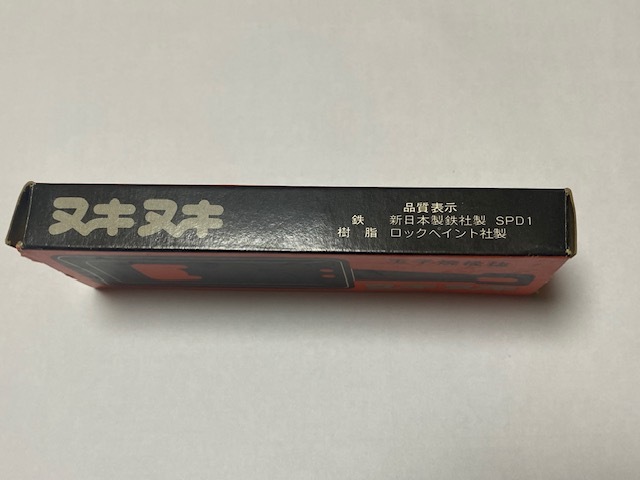 ヌキヌキ
品質表示
鉄 新日本製鉄社製 SPD1
樹脂 ロックペイント社製